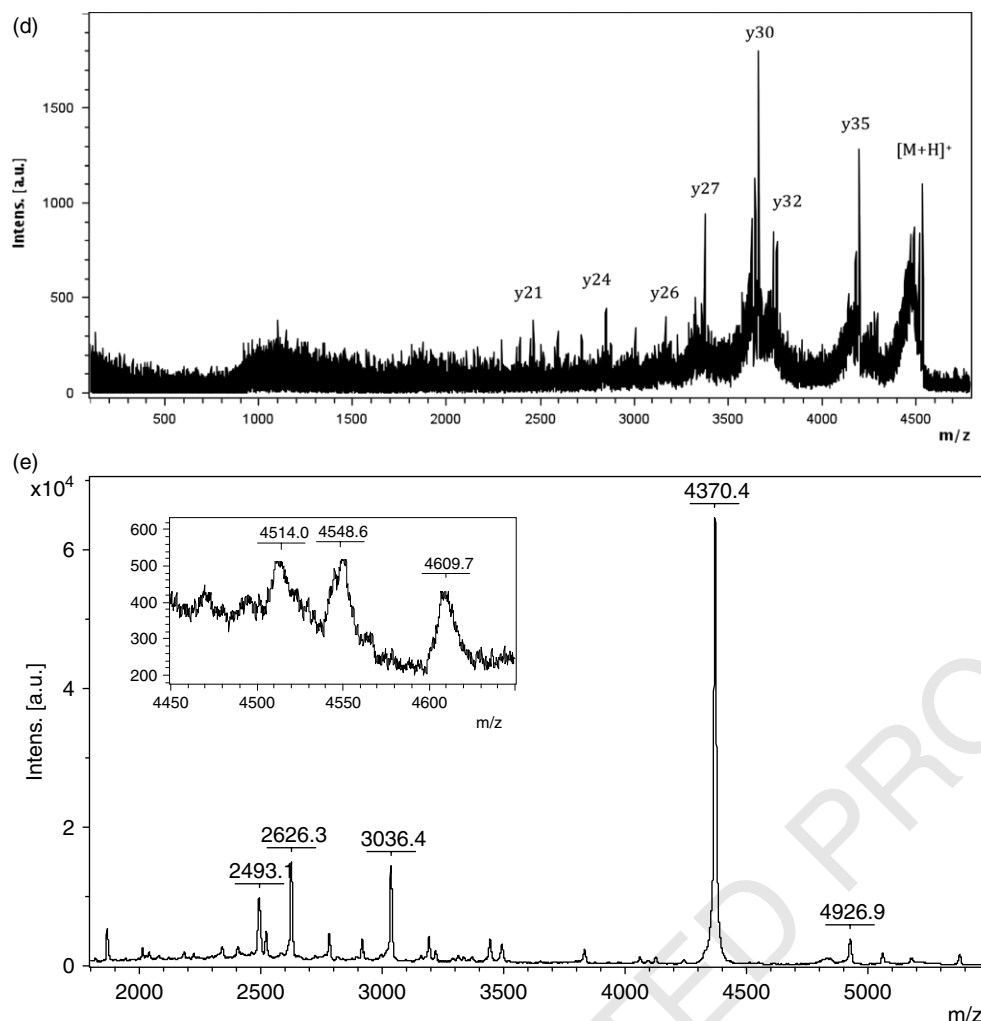 (d)
y30
y35
[M+H]+
y27
y32
y24
y26
y21
Intens. [a.u.]
1500
1000
500
0
500 1000 1500 2000 2500 3000 3500 4000 4500
m/z
(e)
x10⁴
4370.4
4514.0 4548.6
4609.7
600
500
400
300
200
4450 4500 4550 4600
m/z
6
4
2
0
Intens. [a.u.]
2626.3
3036.4
2493.1
4926.9
2000 2500 3000 3500 4000 4500 5000
m/z
TED PRO